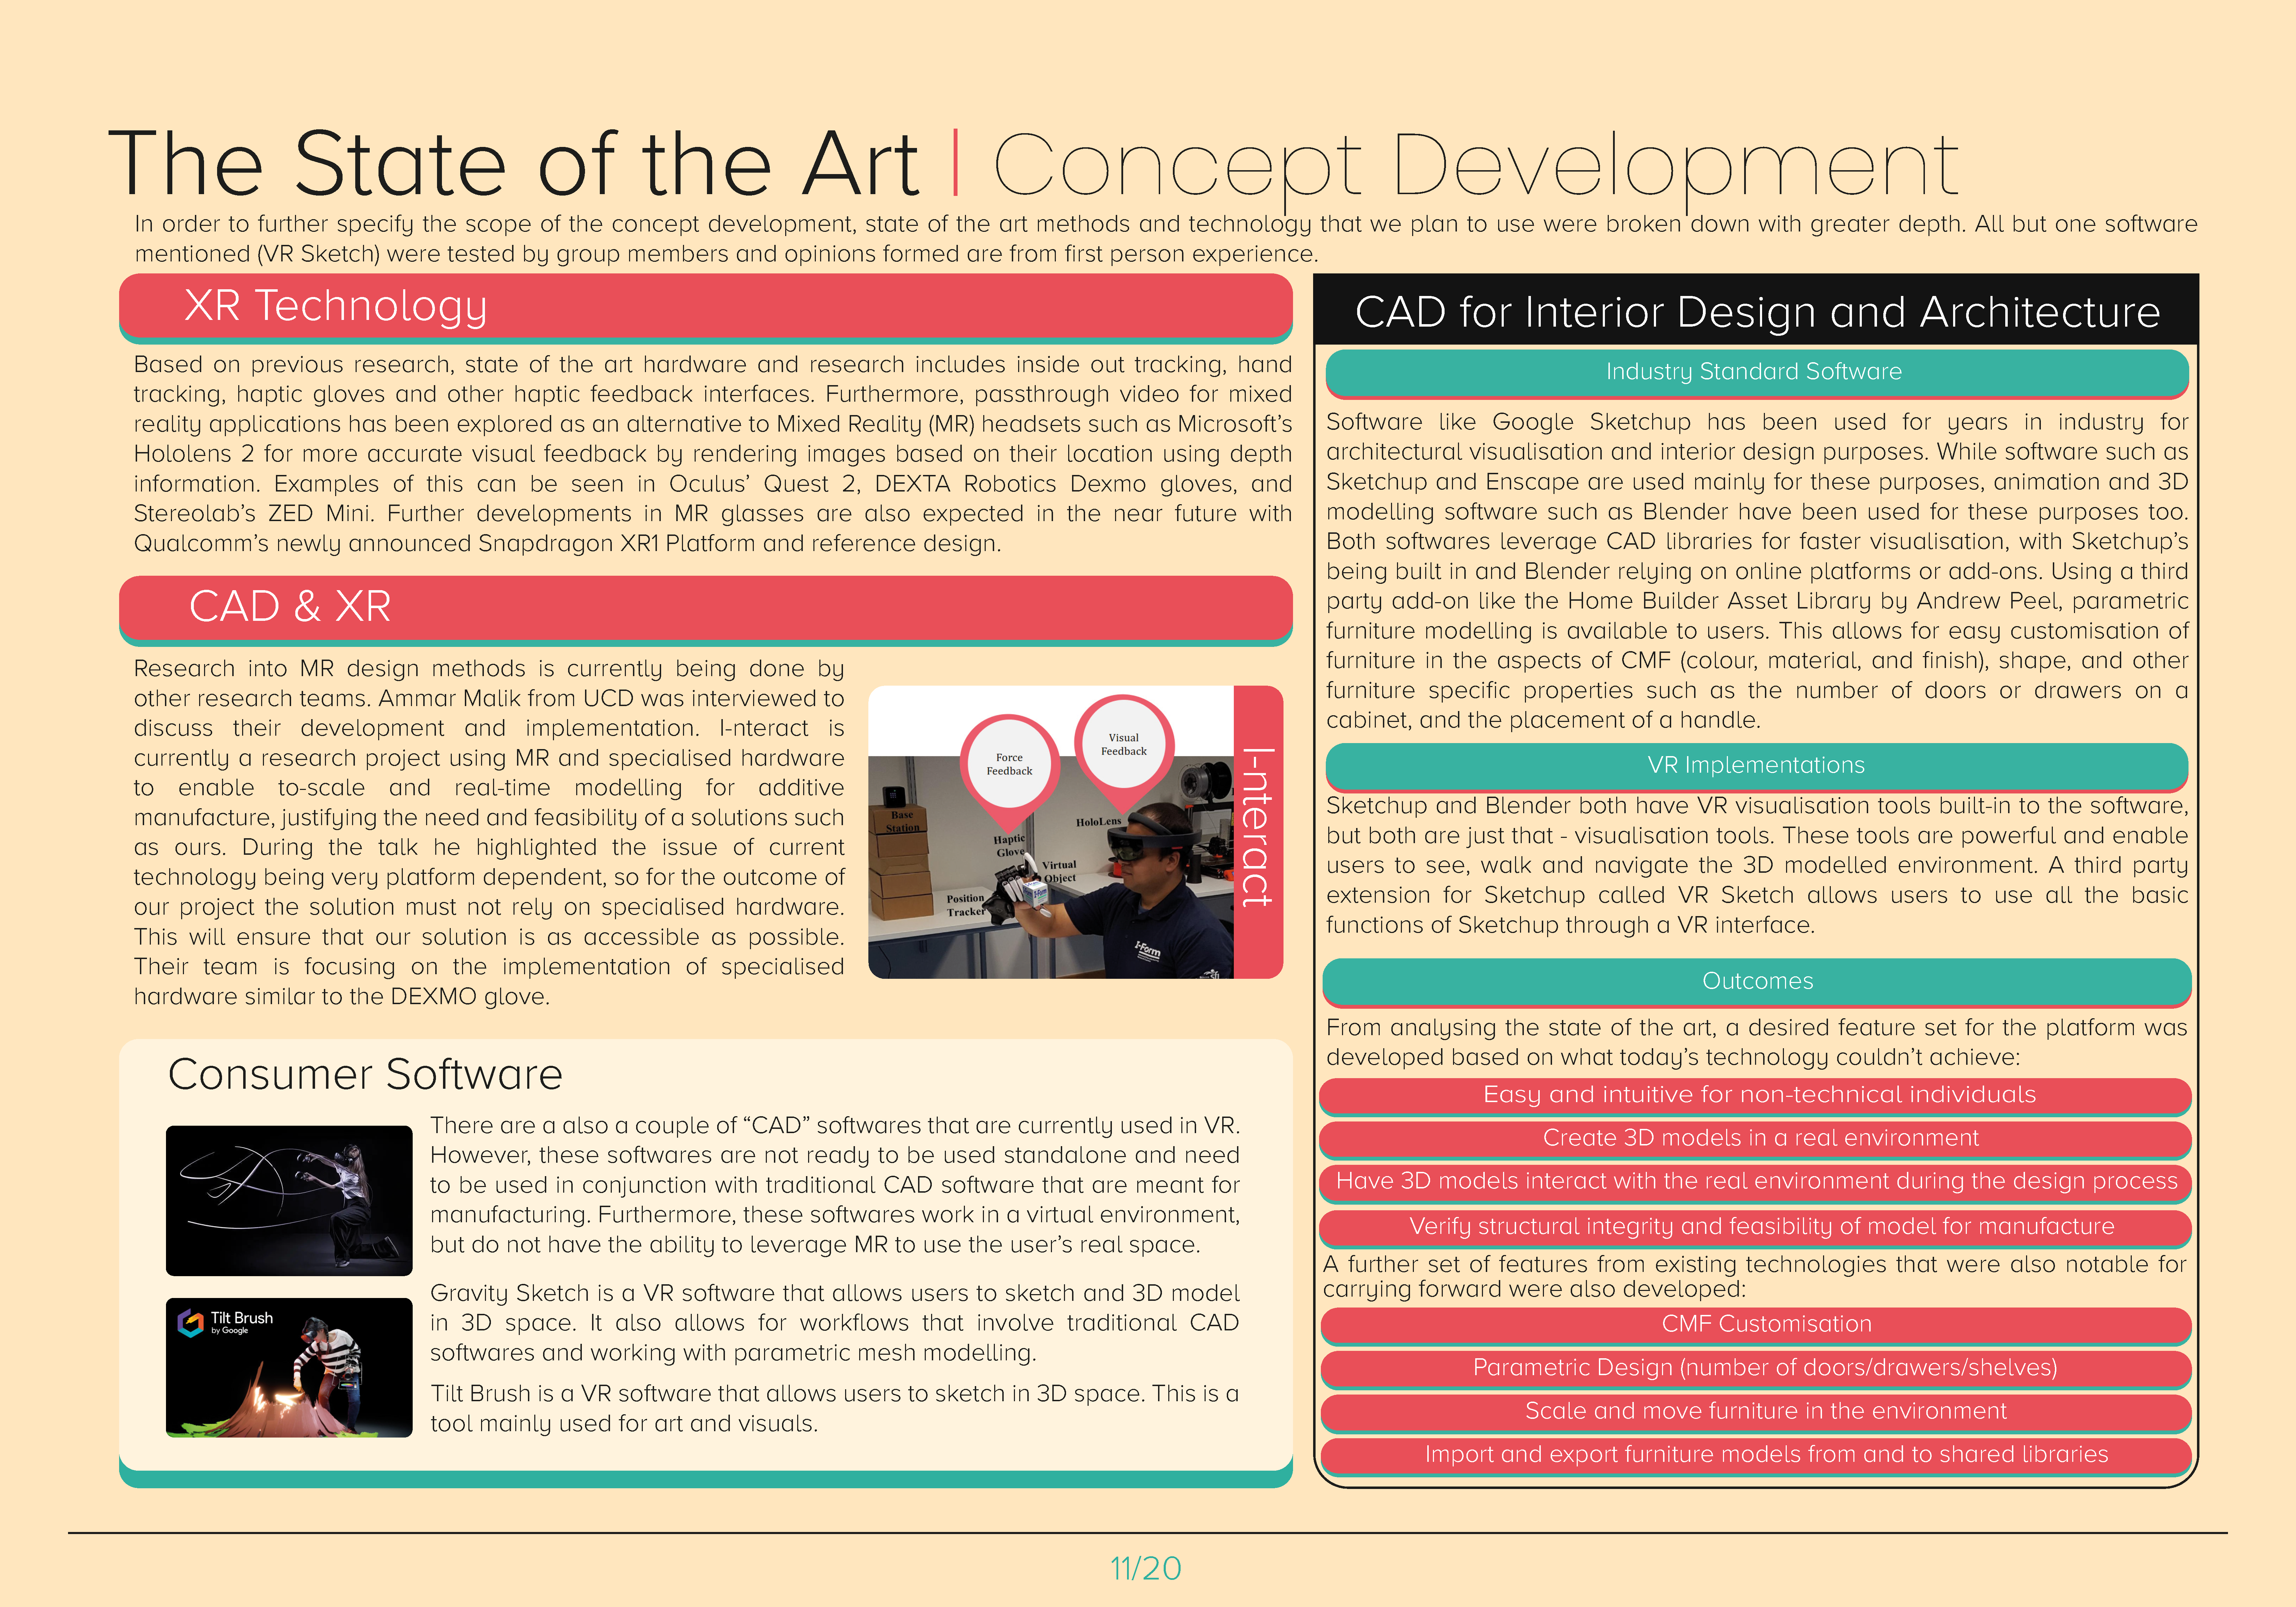 The State of the Art | Concept Development
In order to further specify the scope of the concept development, state of the art methods and technology that we plan to use were broken down with greater depth. All but one software
mentioned (VR Sketch) were tested by group members and opinions formed are from first person experience.
XR Technology
Based on previous research, state of the art hardware and research includes inside out tracking, hand
tracking, haptic gloves and other haptic feedback interfaces. Furthermore, passthrough video for mixed
reality applications has been explored as an alternative to Mixed Reality (MR) headsets such as Microsoft's
Hololens 2 for more accurate visual feedback by rendering images based on their location using depth
information. Examples of this can be seen in Oculus' Quest 2, DEXTA Robotics Dexmo gloves, and
Stereolab's ZED Mini. Further developments in MR glasses are also expected in the near future with
Qualcomm's newly announced Snapdragon XR1 Platform and reference design.
CAD & XR
Research into MR design methods is currently being done by
other research teams. Ammar Malik from UCD was interviewed to
discuss their development and implementation. I-nteract is
currently a research project using MR and specialised hardware
to enable to-scale and real-time modelling for additive
manufacture, justifying the need and feasibility of a solutions such
as ours. During the talk he highlighted the issue of current
technology being very platform dependent, so for the outcome of
our project the solution must not rely on specialised hardware.
This will ensure that our solution is as accessible as possible.
Their team is focusing on the implementation of specialised
hardware similar to the DEXMO glove.
Force
Feedback
Visual
Feedback
Base
Station
HoloLens
Haptic
Glove
Virtual
Object
Position
Tracker
I-Form
sfi
I-nteract
Consumer Software
There are a also a couple of “CAD” softwares that are currently used in VR.
However, these softwares are not ready to be used standalone and need
to be used in conjunction with traditional CAD software that are meant for
manufacturing. Furthermore, these softwares work in a virtual environment,
but do not have the ability to leverage MR to use the user's real space.
Gravity Sketch is a VR software that allows users to sketch and 3D model
in 3D space. It also allows for workflows that involve traditional CAD
softwares and working with parametric mesh modelling.
Tilt Brush
by Google
Tilt Brush is a VR software that allows users to sketch in 3D space. This is a
tool mainly used for art and visuals.
CAD for Interior Design and Architecture
Industry Standard Software
Software like Google Sketchup has been used for years in industry for
architectural visualisation and interior design purposes. While software such as
Sketchup and Enscape are used mainly for these purposes, animation and 3D
modelling software such as Blender have been used for these purposes too.
Both softwares leverage CAD libraries for faster visualisation, with Sketchup's
being built in and Blender relying on online platforms or add-ons. Using a third
party add-on like the Home Builder Asset Library by Andrew Peel, parametric
furniture modelling is available to users. This allows for easy customisation of
furniture in the aspects of CMF (colour, material, and finish), shape, and other
furniture specific properties such as the number of doors or drawers on a
cabinet, and the placement of a handle.
VR Implementations
Sketchup and Blender both have VR visualisation tools built-in to the software,
but both are just that - visualisation tools. These tools are powerful and enable
users to see, walk and navigate the 3D modelled environment. A third party
extension for Sketchup called VR Sketch allows users to use all the basic
functions of Sketchup through a VR interface.
Outcomes
From analysing the state of the art, a desired feature set for the platform was
developed based on what today's technology couldn't achieve:
Easy and intuitive for non-technical individuals
Create 3D models in a real environment
Have 3D models interact with the real environment during the design process
Verify structural integrity and feasibility of model for manufacture
A further set of features from existing technologies that were also notable for
carrying forward were also developed:
CMF Customisation
Parametric Design (number of doors/drawers/shelves)
Scale and move furniture in the environment
Import and export furniture models from and to shared libraries
11/20